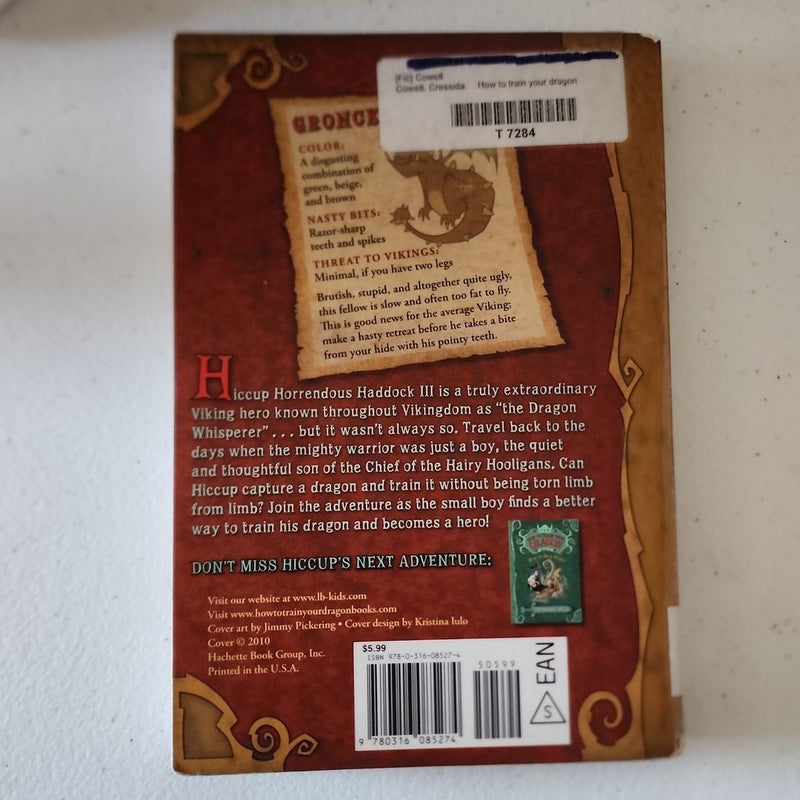 [Fic] Cowell
Cowell, Cressida How to train your dragon
T 7284
GRONCK
COLOR:
A disgusting
combination of
green, beige,
and brown
NASTY BITS:
Razor-sharp
teeth and spikes
THREAT TO VIKINGS:
Minimal, if you have two legs
Brutish, stupid, and altogether quite ugly,
this fellow is slow and often too fat to fly.
This is good news for the average Viking;
make a hasty retreat before he takes a bite
from your hide with his pointy teeth.
Hiccup Horrendous Haddock III is a truly extraordinary
Viking hero known throughout Vikingdom as “the Dragon
Whisperer”... but it wasn't always so. Travel back to the
days when the mighty warrior was just a boy, the quiet
and thoughtful son of the Chief of the Hairy Hooligans. Can
Hiccup capture a dragon and train it without being torn limb
from limb? Join the adventure as the small boy finds a better
way to train his dragon and becomes a hero!
DON'T MISS HICCUP'S NEXT ADVENTURE:
DRAGON
Visit our website at www.lb-kids.com
Visit www.howtotrainyourdragonbooks.com
Cover art by Jimmy Pickering • Cover design by Kristina Iulo
Cover © 2010
Hachette Book Group, Inc.
Printed in the U.S.A.
$5.99
ISBN 978-0-316-08527-4
50599
9 780316 085274
S EAN